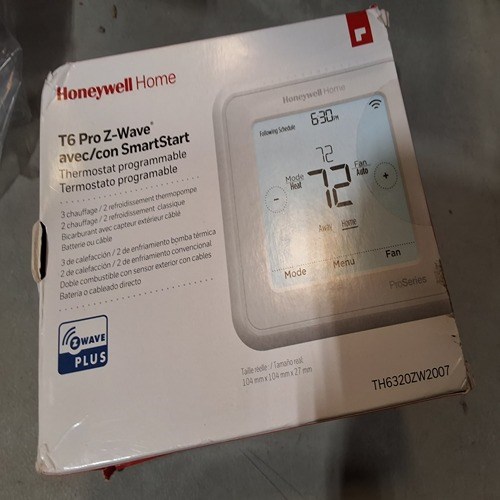 Honeywell Home
T6 Pro Z-Wave®
avec/con SmartStart
Thermostat programmable
Termostato programable
3 chauffage / 2 refroidissement thermopompe
2 chauffage / 2 refroidissement classique
Bicarburant avec capteur extérieur câblé
Batterie ou câble
3 de calefacción / 2 de enfriamiento bomba térmica
2 de calefacción / 2 de enfriamiento convencional
Doble combustible con sensor exterior con cables
Batería o cableado directo
Z WAVE
PLUS
Honeywell Home
6:30
Following Schedule
72
Mode
Heat
72
Fan
Auto
- +
Away Home
Mode Menu Fan
ProSeries
Taille réelle: / Tamaño real:
104 mm x 104 mm x 27 mm
TH6320ZW2007